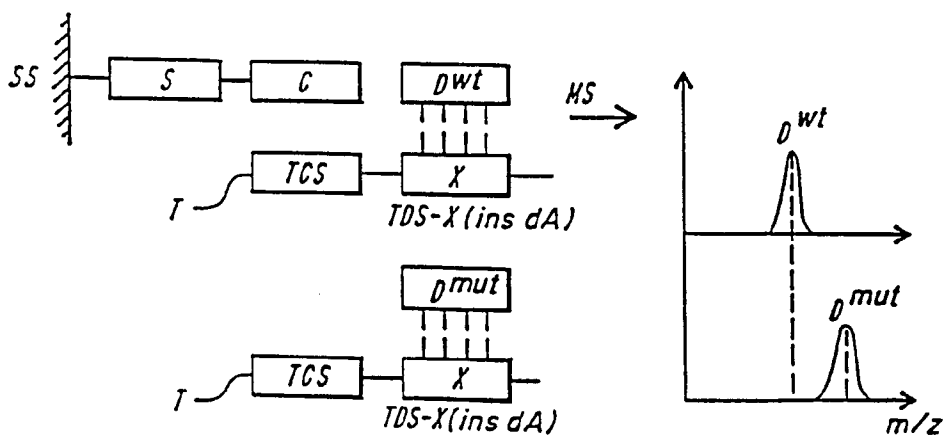 SS
S
C
D wt
MS
T
TCS
X
TDS-X (ins dA)
D mut
T
TCS
X
TDS-X (ins dA)
D wt
D mut
m/z